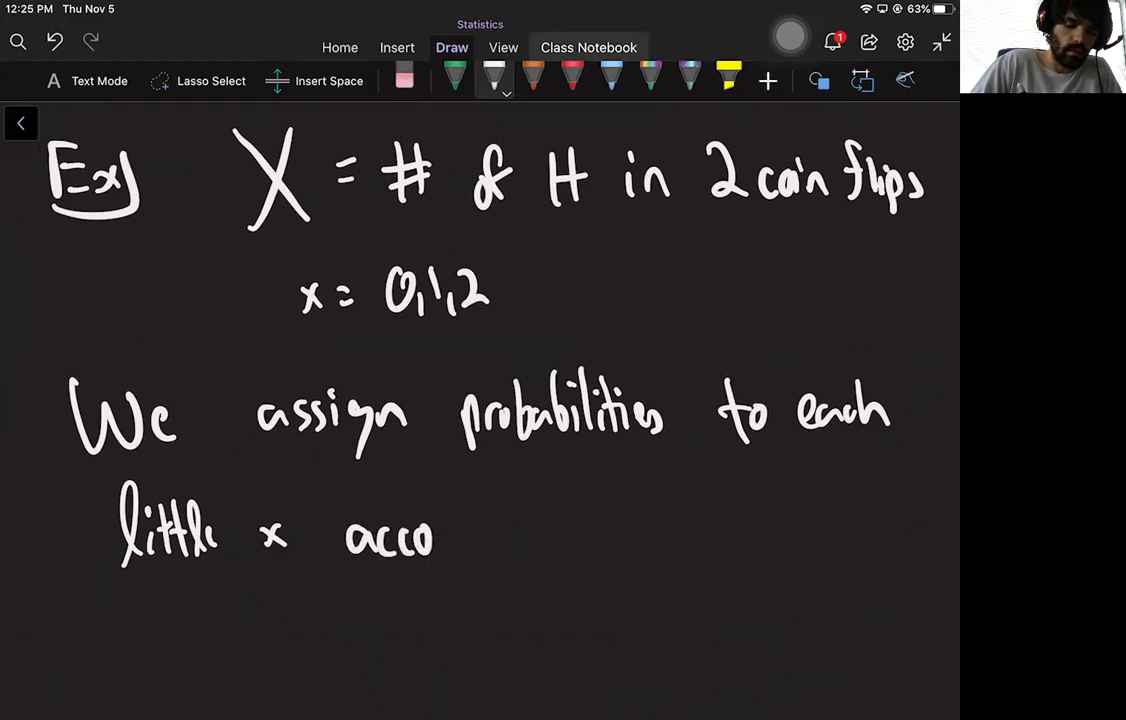 12:25 PM Thu Nov 5
63%
Statistics
Home Insert Draw View Class Notebook
1
A Text Mode Lasso Select Insert Space
Ex) X = # of H in 2 coin flips
x = 0, 1, 2
We assign probabilities to each
little x acco